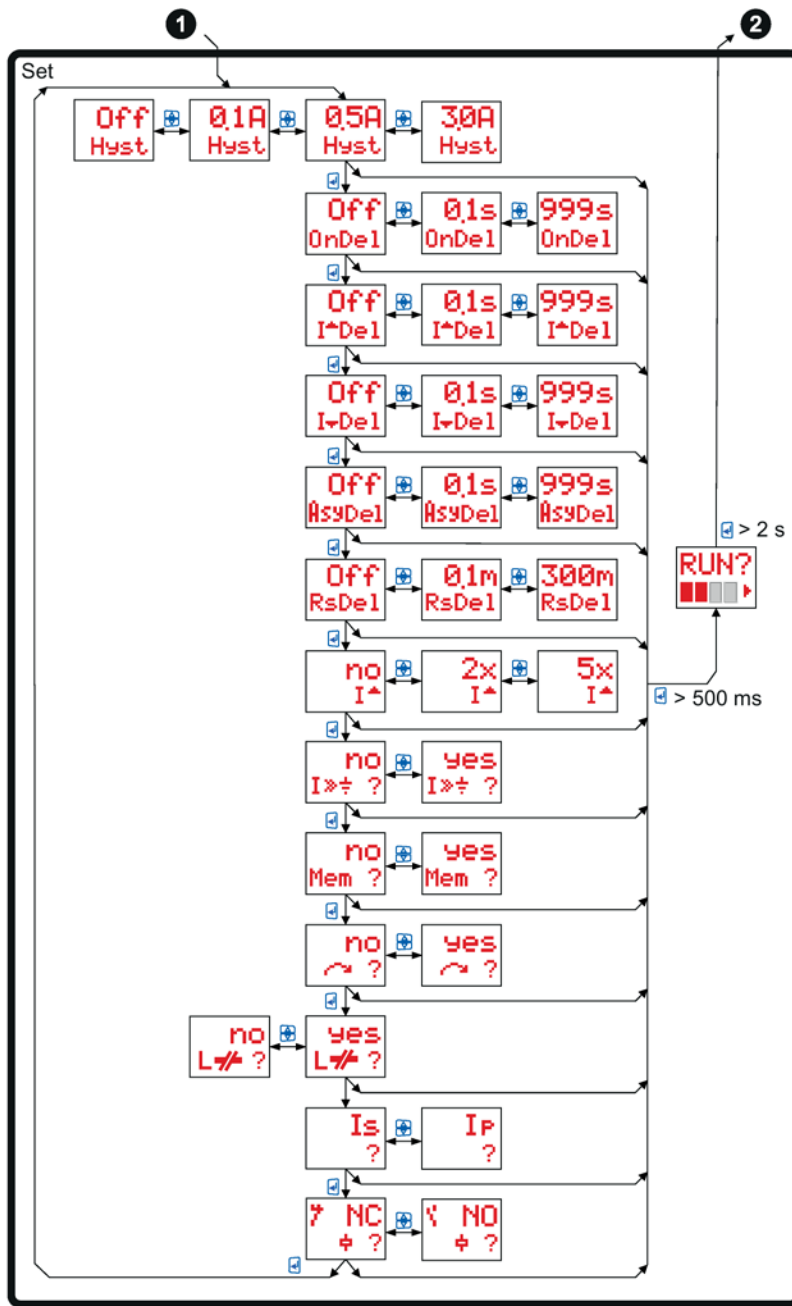 1 2
Set
Off 0.1A 0.5A 3.0A
Hyst Hyst Hyst Hyst
Off 0.1s 999s
OnDel OnDel OnDel
Off 0.1s 999s
I▲Del I▲Del I▲Del
Off 0.1s 999s
I▼Del I▼Del I▼Del
Off 0.1s 999s
AsyDel AsyDel AsyDel
> 2 s
RUN?
Off 0.1m 300m
RsDel RsDel RsDel
no 2x 5x
I▲ I▲ I▲
> 500 ms
no yes
I»⏚ ? I»⏚ ?
no yes
Mem ? Mem ?
no yes
? ?
no yes
L ? L ?
Is Ip
? ?
NC NO
? ?